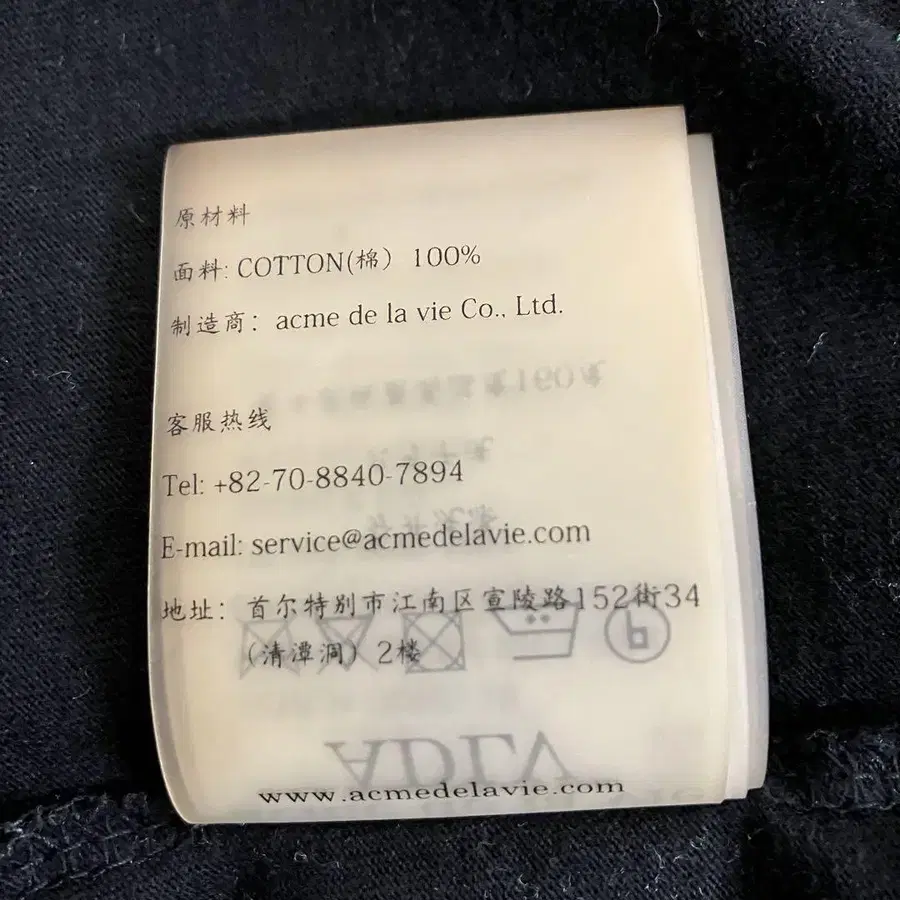 原材料
面料: COTTON(棉) 100%
制造商: acme de la vie Co., Ltd.
客服热线
Tel: +82-70-8840-7894
E-mail: service@acmedelavie.com
地址: 首尔特别市江南区宣陵路152街34
(清潭洞) 2楼
ADLV
www.acmedelavie.com